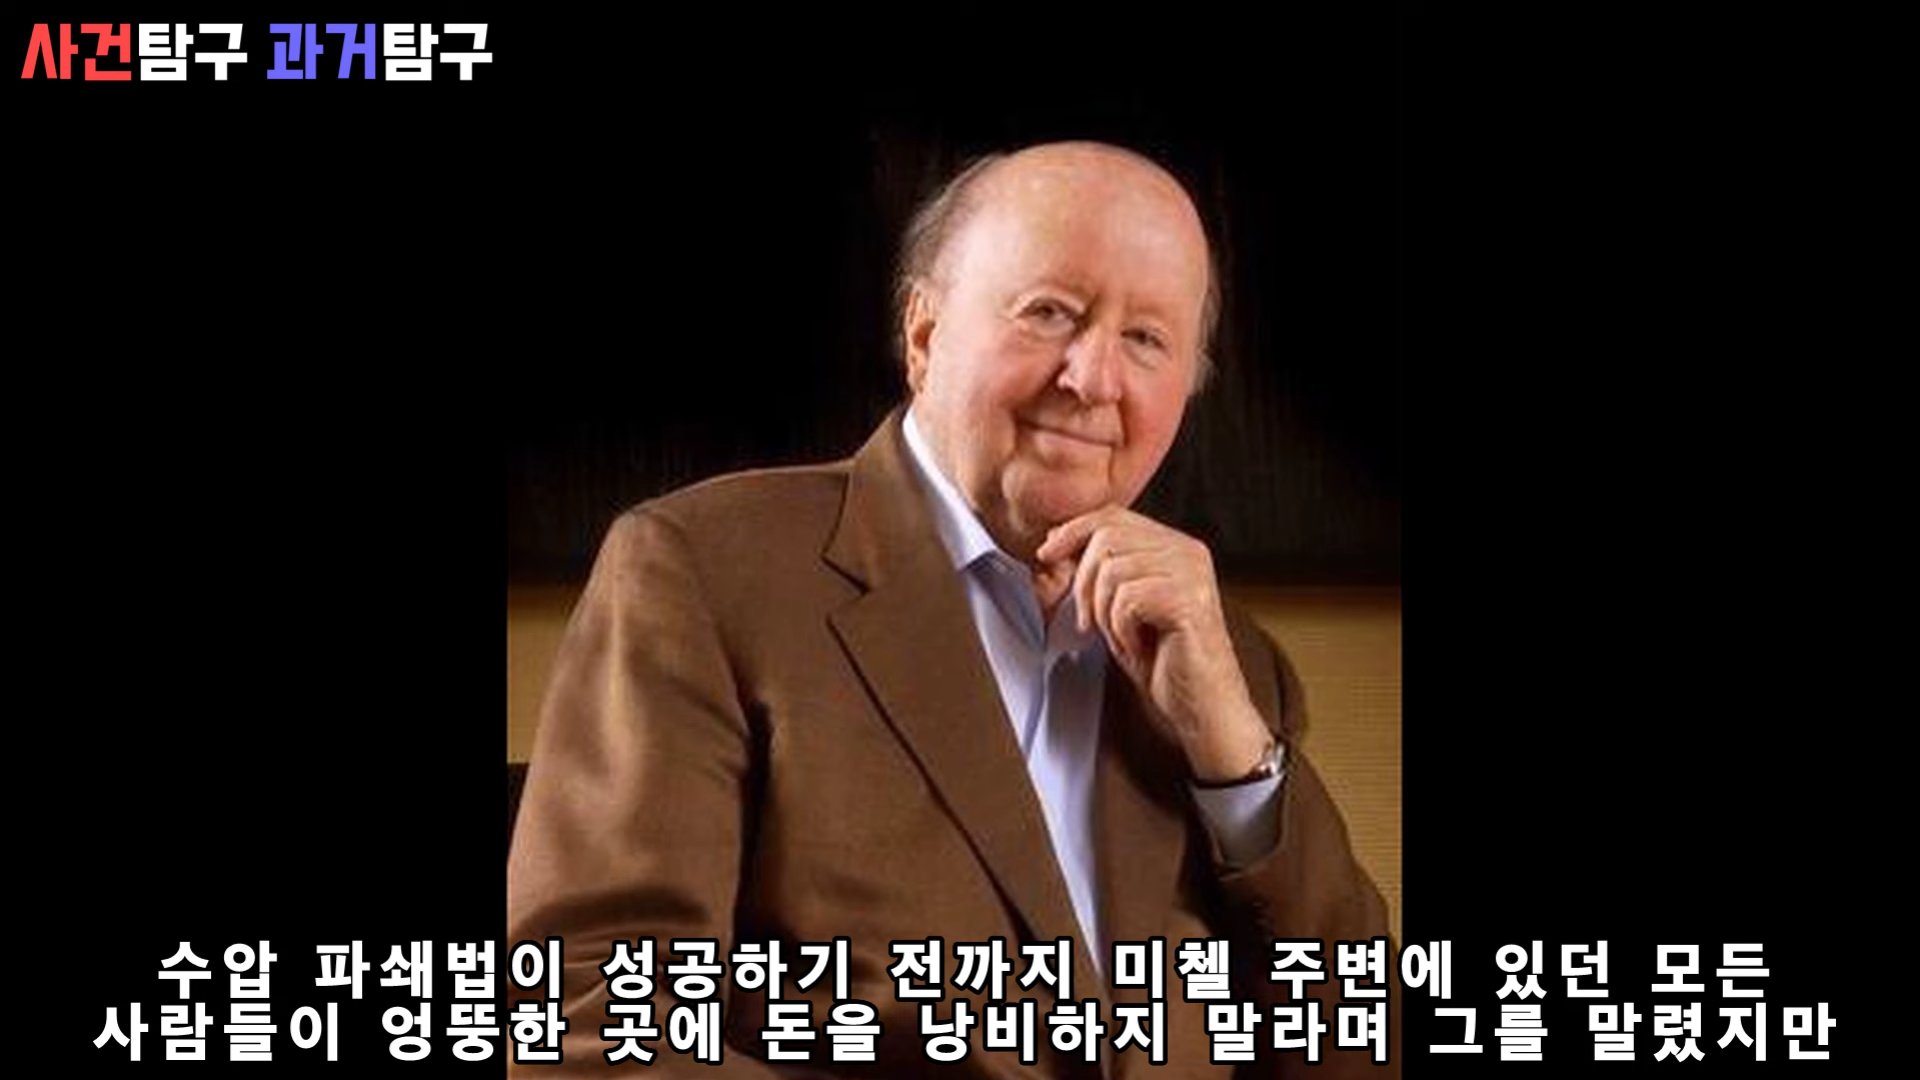 사건탐구 과거탐구
수압 파쇄법이 성공하기 전까지 미첼 주변에 있던 모든
사람들이 엉뚱한 곳에 돈을 낭비하지 말라며 그를 말렸지만